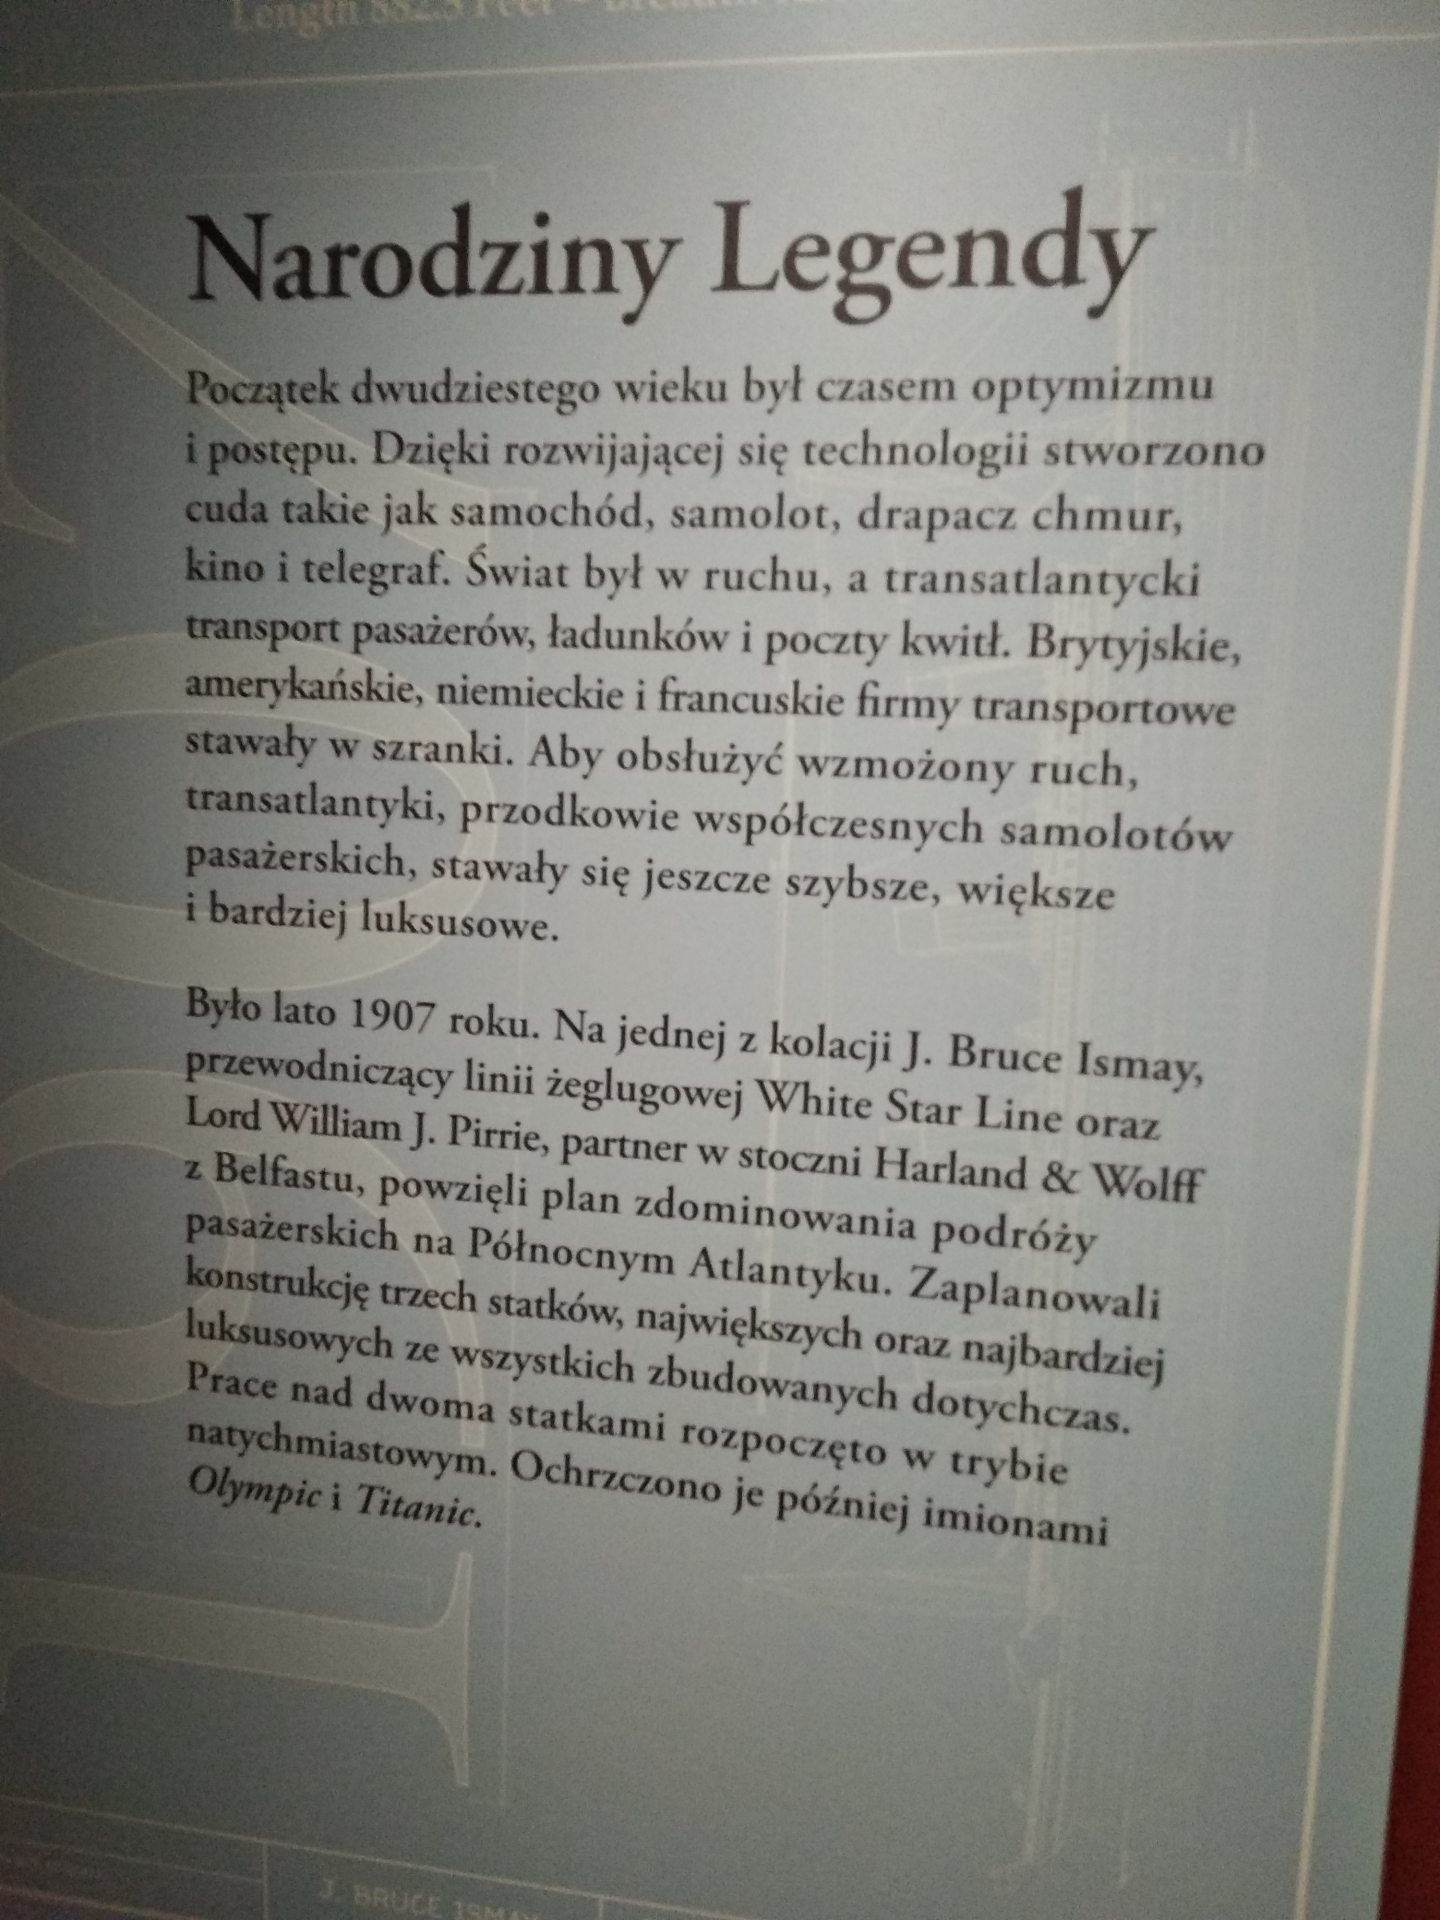 Length 882.5 Feet
Narodziny Legendy
Początek dwudziestego wieku był czasem optymizmu
i postępu. Dzięki rozwijającej się technologii stworzono
cuda takie jak samochód, samolot, drapacz chmur,
kino i telegraf. Świat był w ruchu, a transatlantycki
transport pasażerów, ładunków i poczty kwitł. Brytyjskie,
amerykańskie, niemieckie i francuskie firmy transportowe
stawały w szranki. Aby obsłużyć wzmożony ruch,
transatlantyki, przodkowie współczesnych samolotów
pasażerskich, stawały się jeszcze szybsze, większe
i bardziej luksusowe.
Było lato 1907 roku. Na jednej z kolacji J. Bruce Ismay,
przewodniczący linii żeglugowej White Star Line oraz
Lord William J. Pirrie, partner w stoczni Harland & Wolff
z Belfastu, powzięli plan zdominowania podróży
pasażerskich na Północnym Atlantyku. Zaplanowali
konstrukcję trzech statków, największych oraz najbardziej
luksusowych ze wszystkich zbudowanych dotychczas.
Prace nad dwoma statkami rozpoczęto w trybie
natychmiastowym. Ochrzczono je później imionami
Olympic i Titanic.
J. BRUCE ISMAY